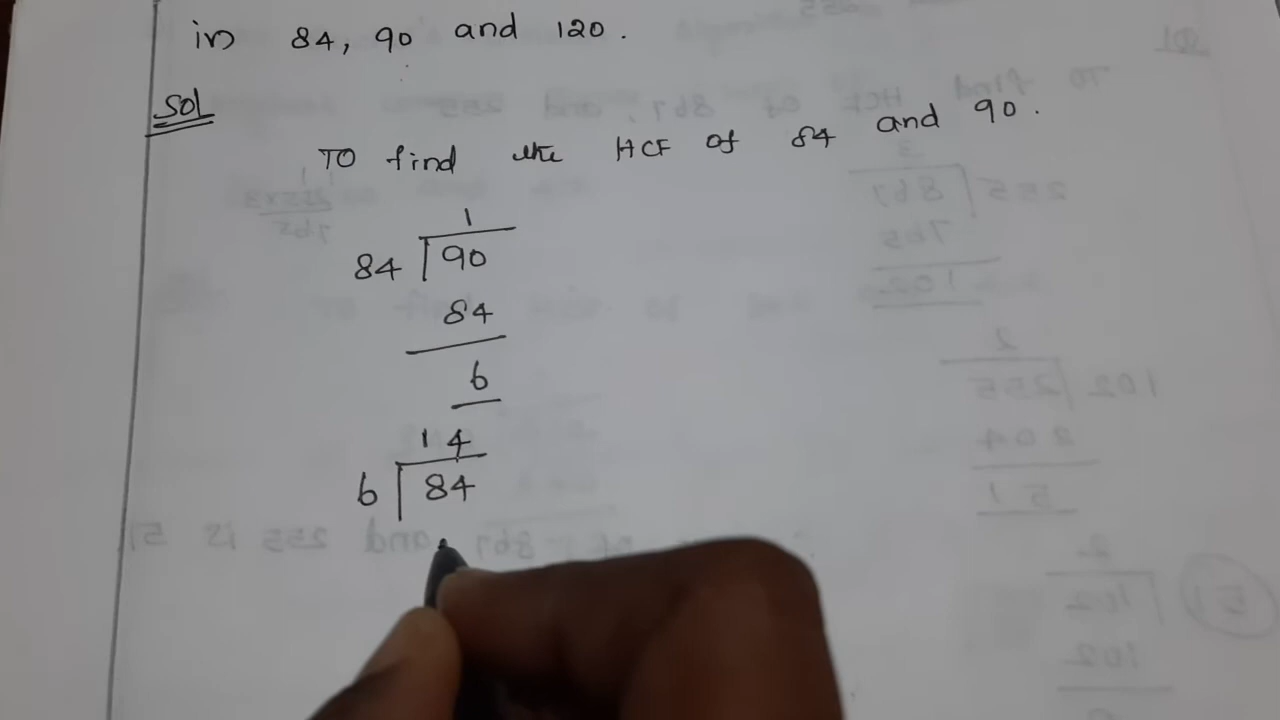 in 84, 90 and 120.
Sol
To find the HCF of 84 and 90.
1
84 90
84
6
14
6 84